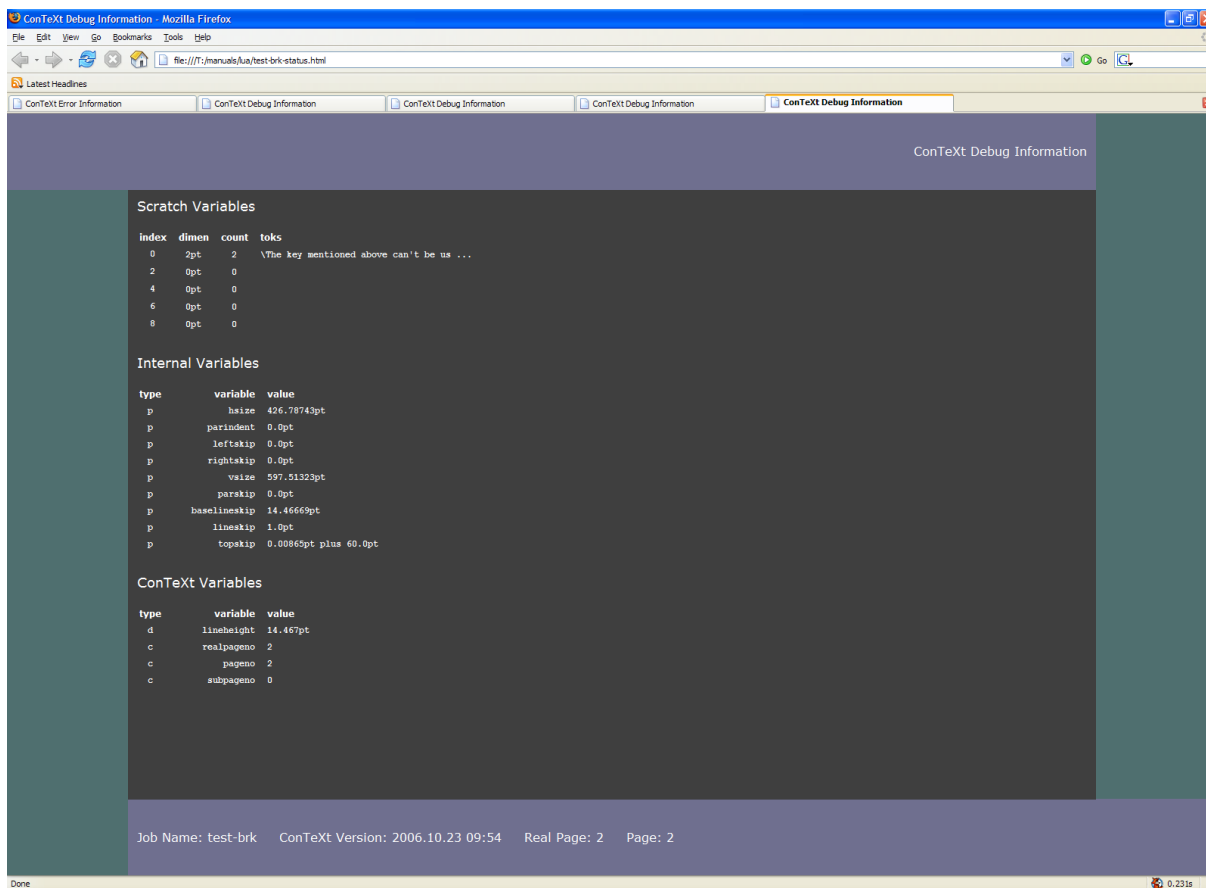 ConTeXt Debug Information - Mozilla Firefox
File Edit View Go Bookmarks Tools Help
file:///T:/manuals/lua/test-brk-status.html Go
Latest Headlines
ConTeXt Error Information ConTeXt Debug Information ConTeXt Debug Information ConTeXt Debug Information ConTeXt Debug Information
ConTeXt Debug Information
Scratch Variables
index dimen count toks
0 2pt 2 \The key mentioned above can't be us ...
2 0pt 0
4 0pt 0
6 0pt 0
8 0pt 0
Internal Variables
type variable value
p hsize 426.78743pt
p parindent 0.0pt
p leftskip 0.0pt
p rightskip 0.0pt
p vsize 597.51323pt
p parskip 0.0pt
p baselineskip 14.46669pt
p lineskip 1.0pt
p topskip 0.00865pt plus 60.0pt
ConTeXt Variables
type variable value
d lineheight 14.467pt
c realpageno 2
c pageno 2
c subpageno 0
Job Name: test-brk ConTeXt Version: 2006.10.23 09:54 Real Page: 2 Page: 2
Done 0.231s